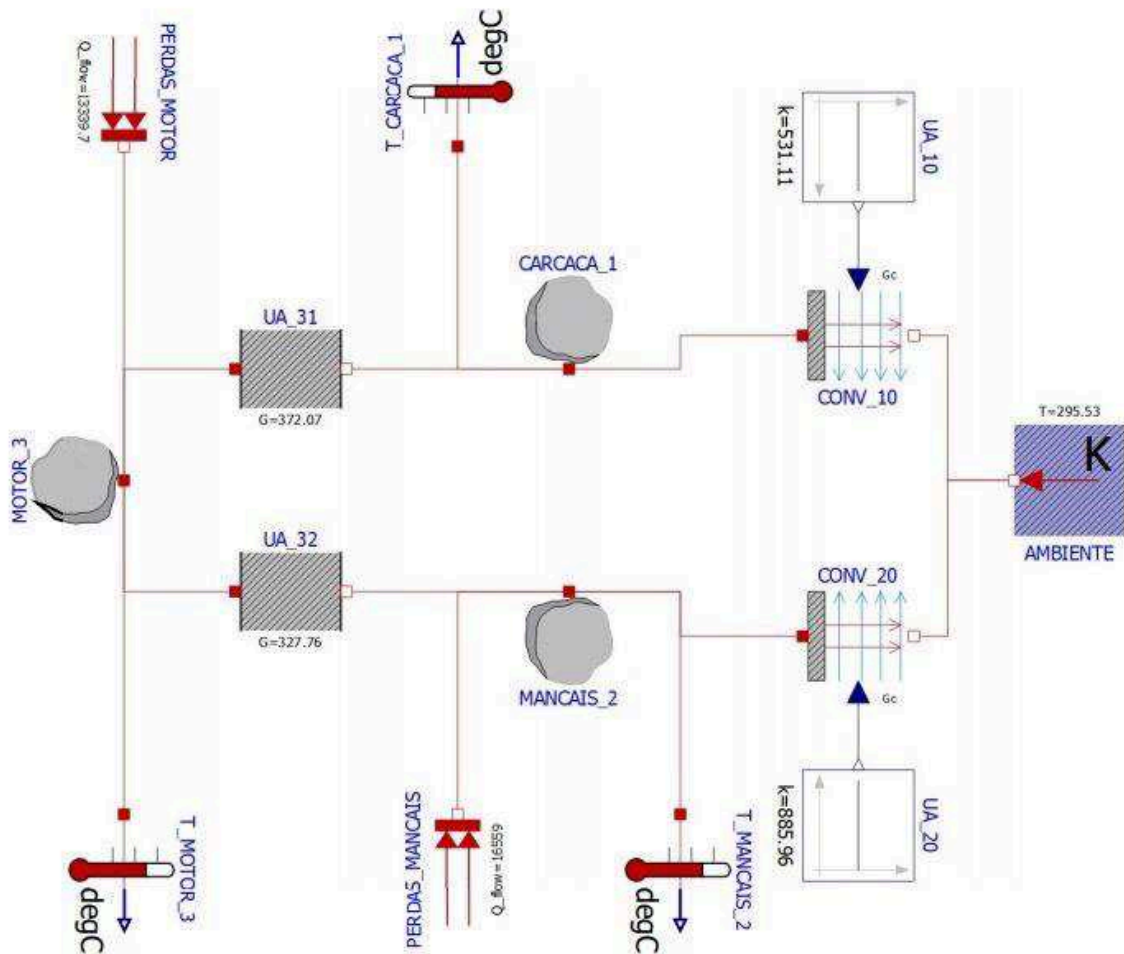 PERDAS_MOTOR
Q_flow=13339.7
T_CARCACA_1
degC
UA_10
k=531.11
CARCACA_1
Gc
UA_31
G=372.07
CONV_10
T=295.53
K
AMBIENTE
MOTOR_3
UA_32
G=327.76
CONV_20
MANCAIS_2
Gc
T_MOTOR_3
degC
PERDAS_MANCAIS
Q_flow=16559
T_MANCAIS_2
degC
UA_20
k=885.96